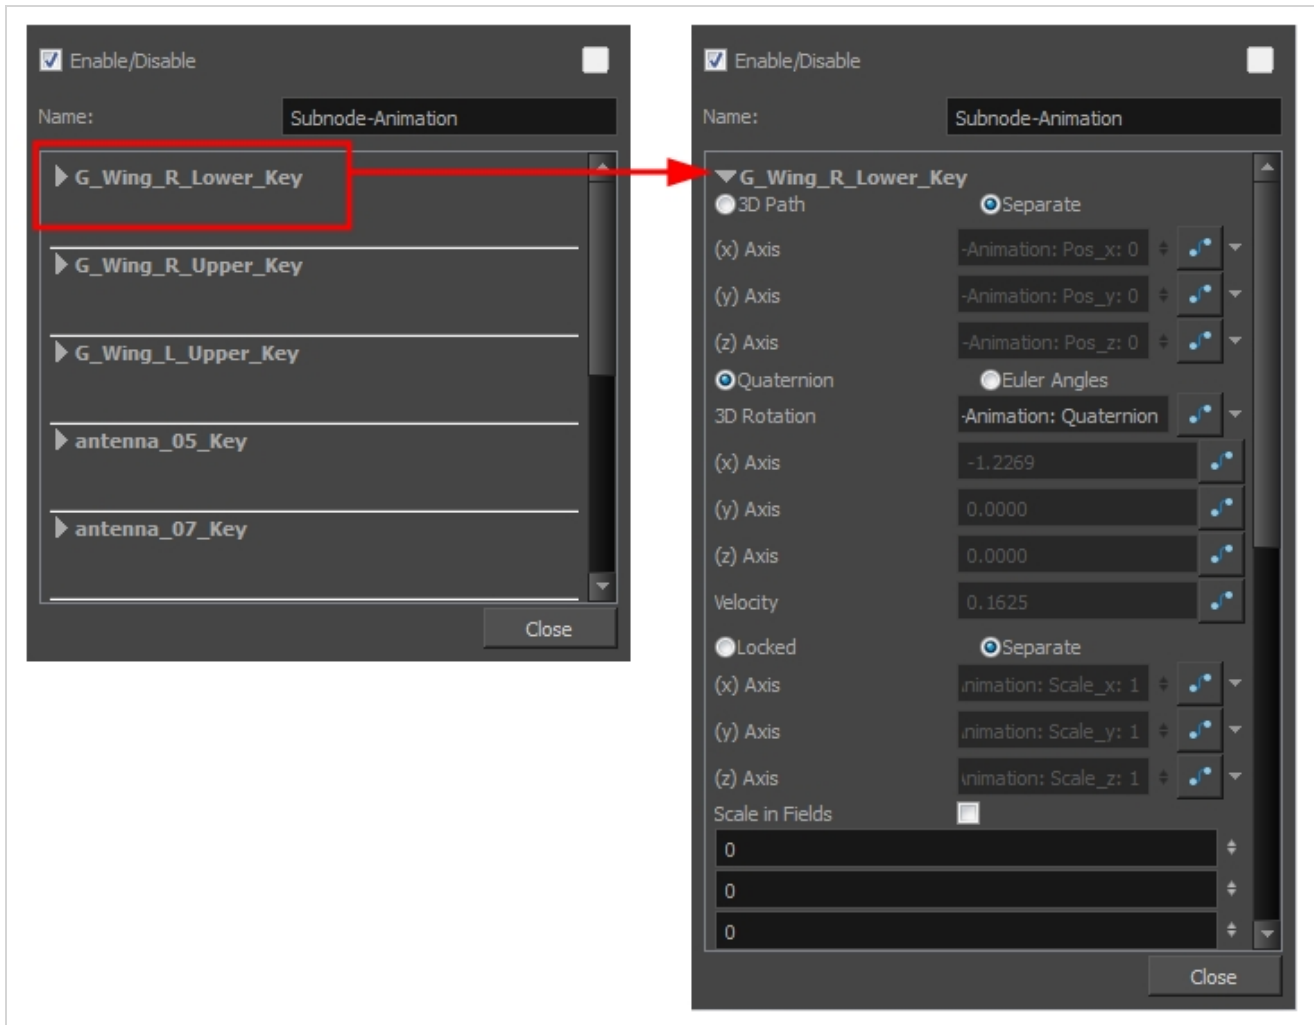 Enable/Disable
Name: Subnode-Animation
G_Wing_R_Lower_Key
G_Wing_R_Upper_Key
G_Wing_L_Upper_Key
antenna_05_Key
antenna_07_Key
Close
Enable/Disable
Name: Subnode-Animation
G_Wing_R_Lower_Key
3D Path Separate
(x) Axis -Animation: Pos_x: 0
(y) Axis -Animation: Pos_y: 0
(z) Axis -Animation: Pos_z: 0
Quaternion Euler Angles
3D Rotation -Animation: Quaternion
(x) Axis -1.2269
(y) Axis 0.0000
(z) Axis 0.0000
Velocity 0.1625
Locked Separate
(x) Axis nimation: Scale_x: 1
(y) Axis nimation: Scale_y: 1
(z) Axis nimation: Scale_z: 1
Scale in Fields
0
0
0
Close